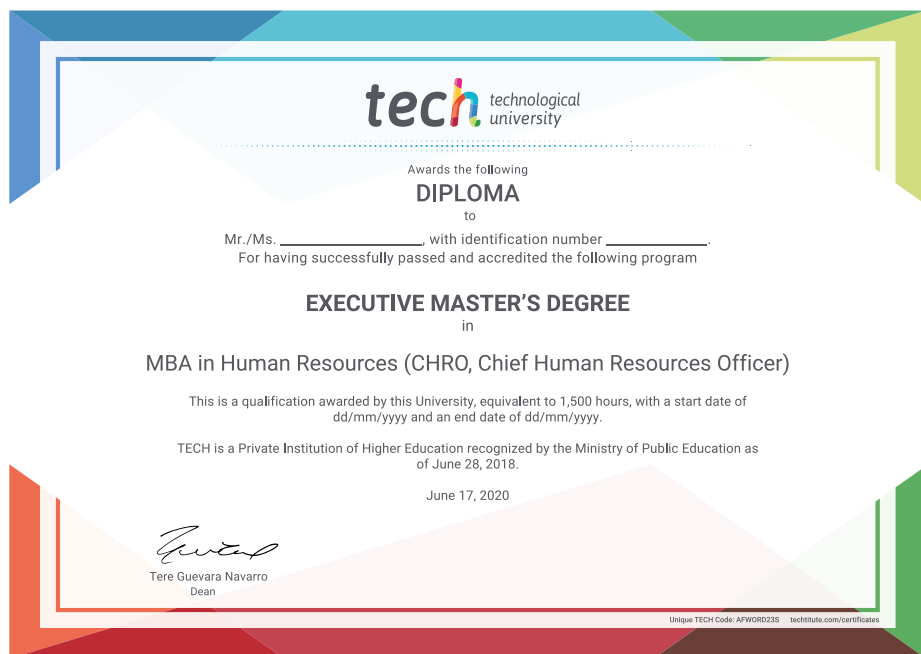 tech technological
university
Awards the following
DIPLOMA
to
Mr./Ms. ________________, with identification number ____________.
For having successfully passed and accredited the following program
EXECUTIVE MASTER'S DEGREE
in
MBA in Human Resources (CHRO, Chief Human Resources Officer)
This is a qualification awarded by this University, equivalent to 1,500 hours, with a start date of
dd/mm/yyyy and an end date of dd/mm/yyyy.
TECH is a Private Institution of Higher Education recognized by the Ministry of Public Education as
of June 28, 2018.
June 17, 2020
Tere Guevara Navarro
Dean
Unique TECH Code: AFWORD23S techtitute.com/certificates